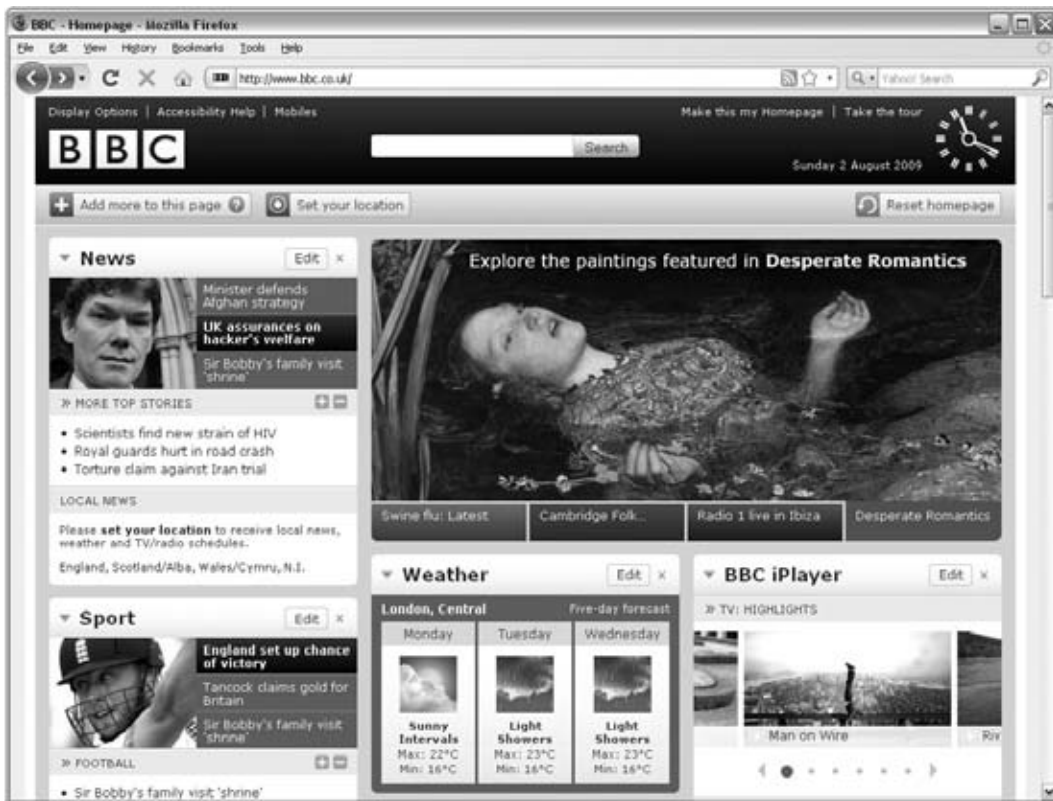 BBC - Homepage - Mozilla Firefox
File Edit View History Bookmarks Tools Help
http://www.bbc.co.uk/
Yahoo! Search
Display Options | Accessibility Help | Mobiles
Make this my Homepage | Take the tour
BBC
Search
Sunday 2 August 2009
Add more to this page ?
Set your location
Reset homepage
News
Edit ×
Minister defends
Afghan strategy
UK assurances on
hacker's welfare
Sir Bobby's family visit
'shrine'
» MORE TOP STORIES
• Scientists find new strain of HIV
• Royal guards hurt in road crash
• Torture claim against Iran trial
LOCAL NEWS
Please set your location to receive local news,
weather and TV/radio schedules.
England, Scotland/Alba, Wales/Cymru, N.I.
Explore the paintings featured in Desperate Romantics
Swine flu: Latest
Cambridge Folk...
Radio 1 live in Ibiza
Desperate Romantics
Sport
Edit ×
England set up chance
of victory
Tancock claims gold for
Britain
Sir Bobby's family visit
'shrine'
» FOOTBALL
• Sir Bobby's family visit 'shrine'
Weather
Edit ×
London, Central
Five-day forecast
Monday
Sunny
Intervals
Max: 22°C
Min: 16°C
Tuesday
Light
Showers
Max: 23°C
Min: 16°C
Wednesday
Light
Showers
Max: 23°C
Min: 16°C
BBC iPlayer
Edit ×
» TV: HIGHLIGHTS
Man on Wire
Riv